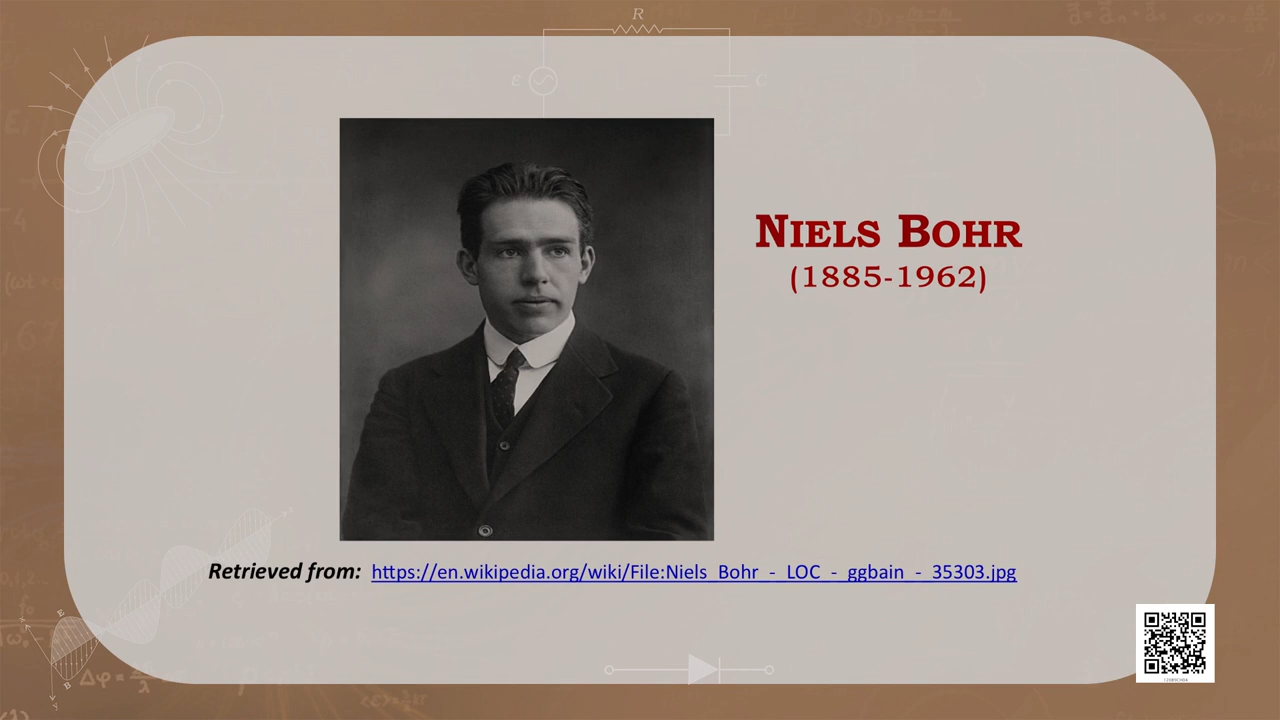 R
ε
C
NIELS BOHR
(1885-1962)
Retrieved from: https://en.wikipedia.org/wiki/File:Niels_Bohr_-_LOC_-_ggbain_-_35303.jpg